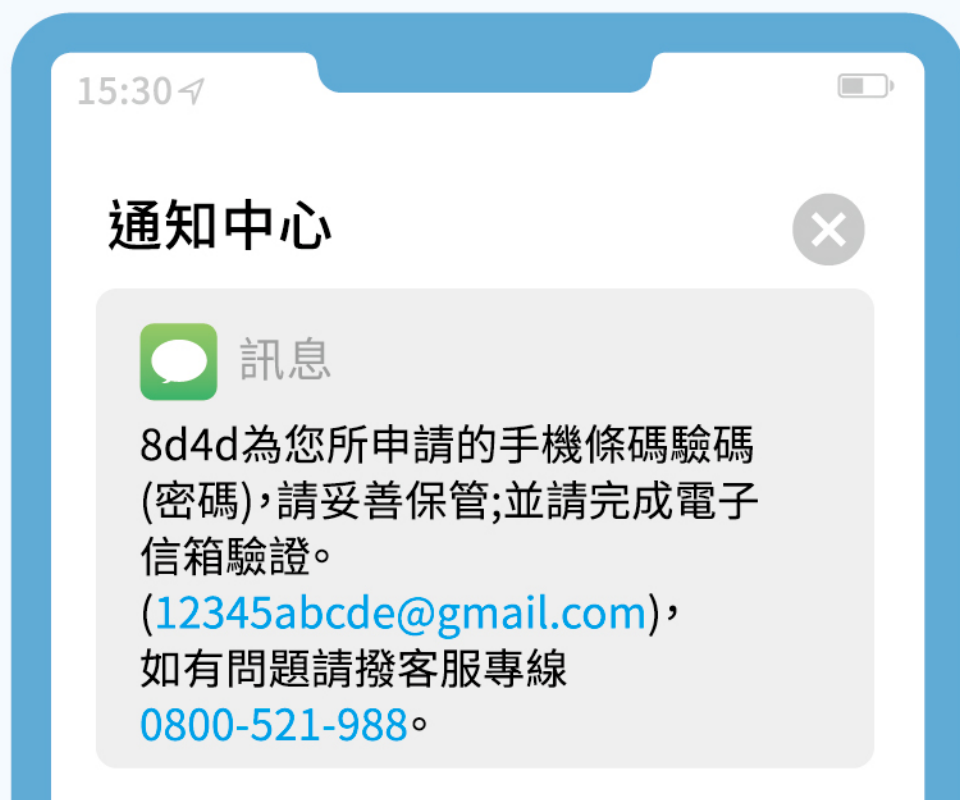 15:30
通知中心
訊息
8d4d為您所申請的手機條碼驗碼
(密碼)，請妥善保管;並請完成電子
信箱驗證。
(12345abcde@gmail.com)，
如有問題請撥客服專線
0800-521-988。